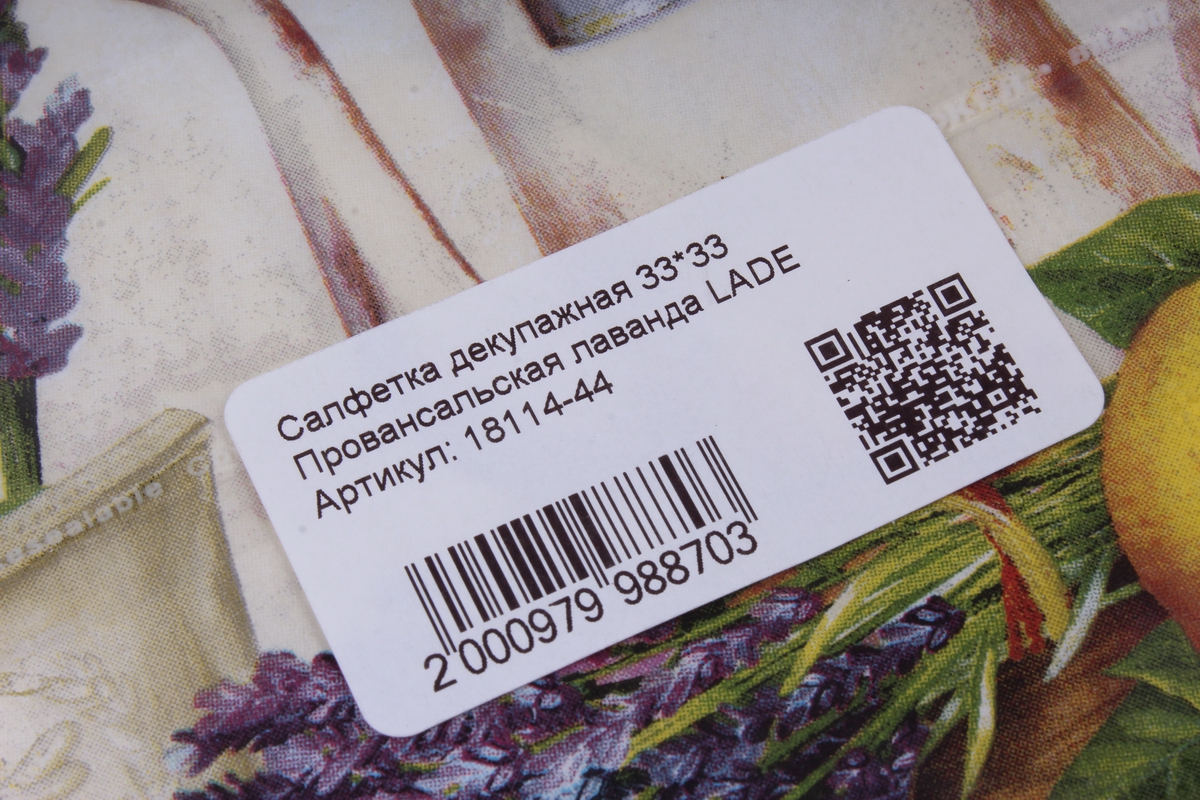 Салфетка декупажная 33*33
Провансальская лаванда LADE
Артикул: 18114-44
2 000979 988703